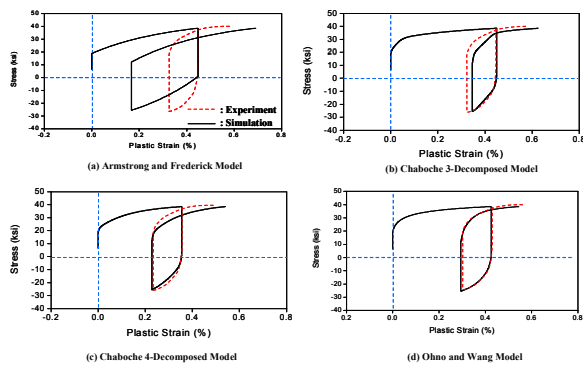 50
40
30
20
10
0
-10
-20
-30
-40
Stress (ksi)
-0.2 0.0 0.2 0.4 0.6 0.8
Plastic Strain (%)
: Experiment
: Simulation
(a) Armstrong and Frederick Model
50
40
30
20
10
0
-10
-20
-30
-40
Stress (ksi)
-0.2 0.0 0.2 0.4 0.6 0.8
Plastic Strain (%)
(b) Chaboche 3-Decomposed Model
50
40
30
20
10
0
-10
-20
-30
-40
Stress (ksi)
-0.2 0.0 0.2 0.4 0.6 0.8
Plastic Strain (%)
(c) Chaboche 4-Decomposed Model
50
40
30
20
10
0
-10
-20
-30
-40
Stress (ksi)
0.2 0.0 0.2 0.4 0.6 0.8
Plastic Strain (%)
(d) Ohno and Wang Model